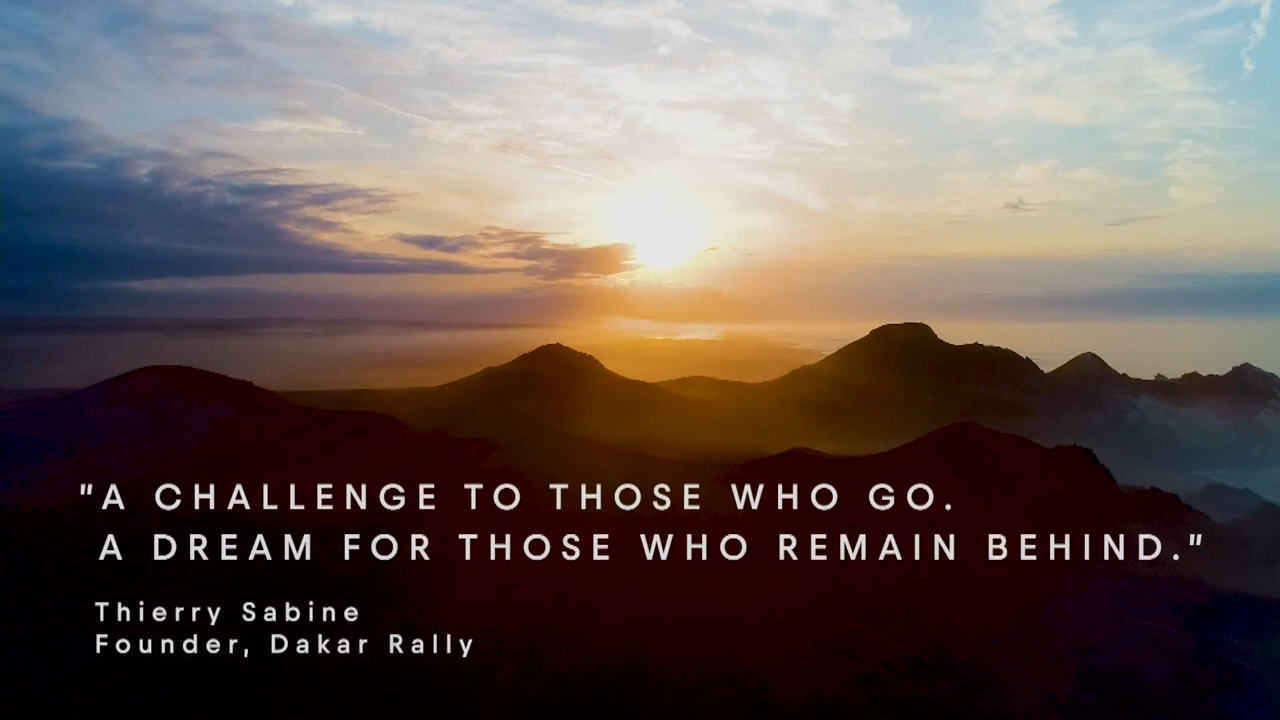 "A CHALLENGE TO THOSE WHO GO.
A DREAM FOR THOSE WHO REMAIN BEHIND."
Thierry Sabine
Founder, Dakar Rally